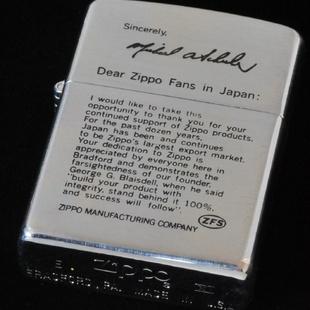 Sincerely,
Dear Zippo Fans in Japan:
I would like to take this
opportunity to thank you for your
continued support of Zippo products.
For the past dozen years,
Japan has been and continues
to be Zippo's largest export market.
Your dedication to Zippo is
appreciated by everyone here in
Bradford and demonstrates the
farsightedness of our founder,
George G. Blaisdell, when he said
"build your product with
integrity, stand behind it 100%,
and success will follow".
ZIPPO MANUFACTURING COMPANY
ZFS
Zippo
BRADFORD, PA. MADE IN U.S.A.